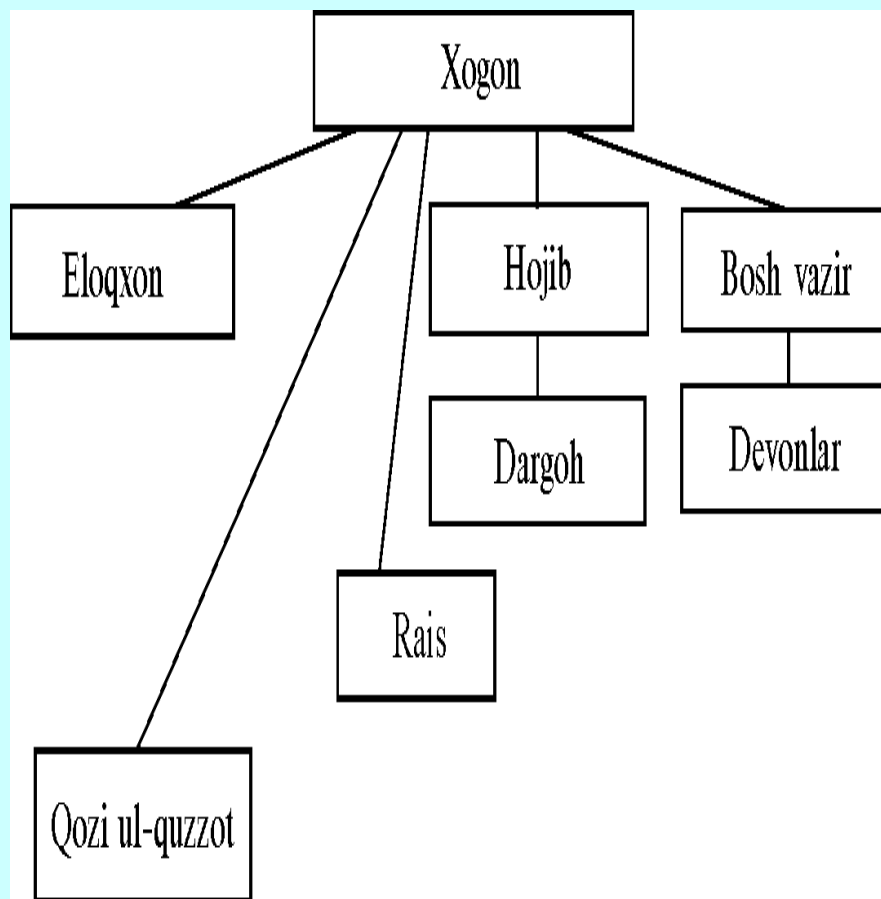 Xogon
Eloqxon
Hojib
Bosh vazir
Dargoh
Devonlar
Rais
Qozi ul-quzzot